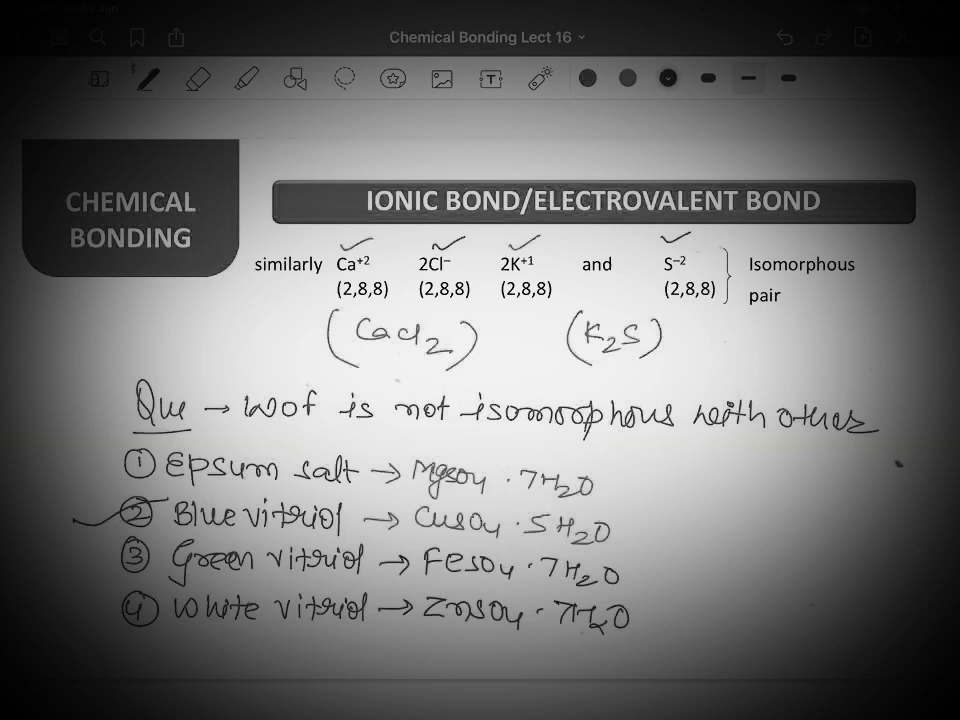 Chemical Bonding Lect 16
T
CHEMICAL
BONDING
IONIC BOND/ELECTROVALENT BOND
similarly Ca+2 2Cl– 2K+1 and S–2 Isomorphous
(2,8,8) (2,8,8) (2,8,8) (2,8,8) pair
(CaCl2) (K2S)
Que → Wof is not isomorphous with other
① Epsum salt → MgSO4 . 7H2O
② Blue vitriol → CuSO4 . 5H2O
③ Green vitriol → FeSO4 . 7H2O
④ White vitriol → ZnSO4 . 7H2O